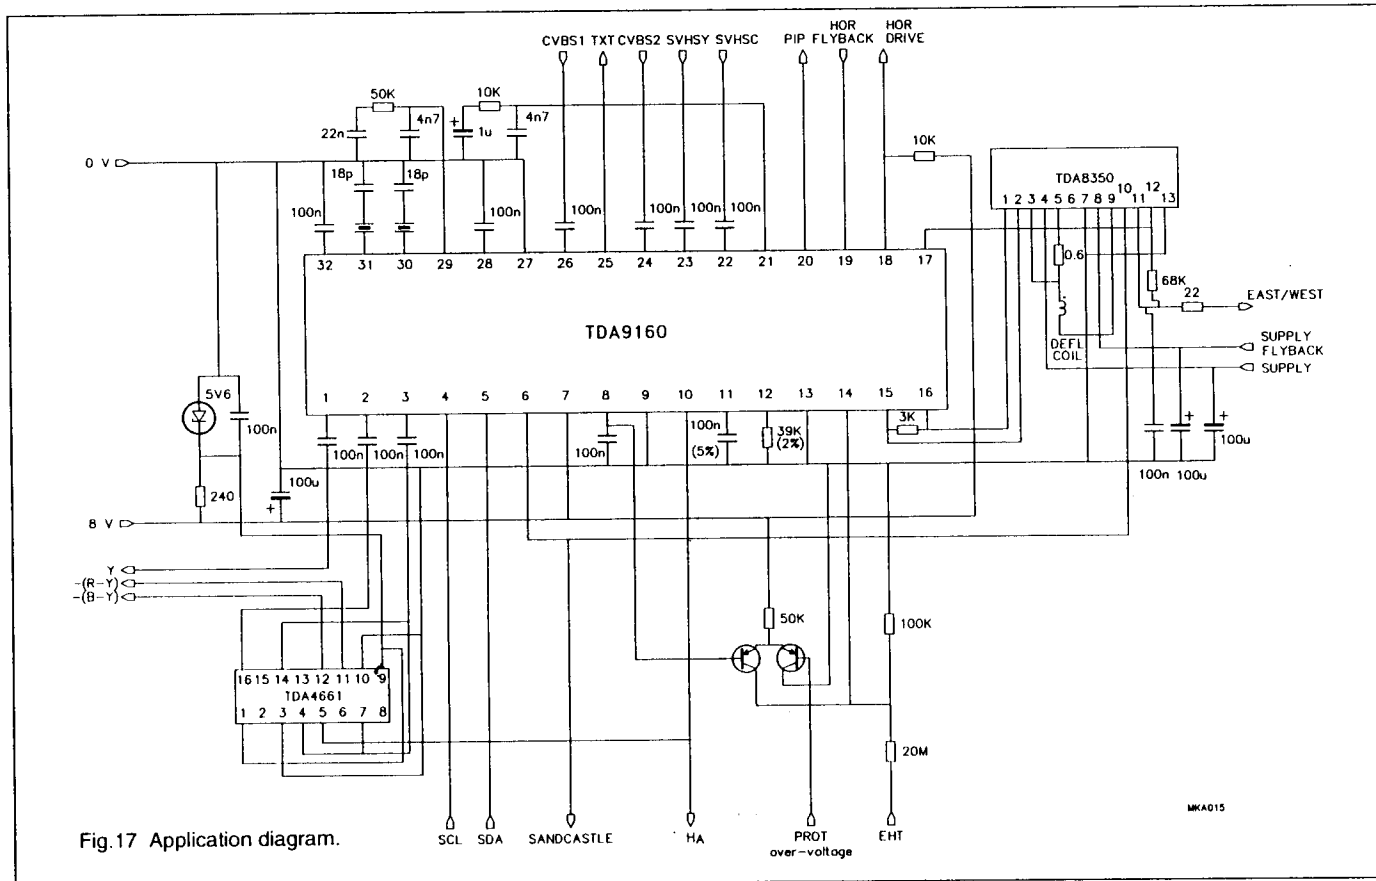 HOR HOR
CVBS1 TXT CVBS2 SVHSY SVHSC PIP FLYBACK DRIVE
50K 10K
22n 4n7 + 1u 4n7
10K
0 V
18p 18p
TDA8350
100n 100n 100n 100n 100n 100n
1 2 3 4 5 6 7 8 9 10 11 12 13
32 31 30 29 28 27 26 25 24 23 22 21 20 19 18 17
0.6 68K
22 EAST/WEST
TDA9160
DEFL
COIL
SUPPLY
FLYBACK
SUPPLY
5V6
1 2 3 4 5 6 7 8 9 10 11 12 13 14 15 16
100n
100n 100n 100n
100n
100n
(5%)
39K
(2%)
3K
+ +
100u
100n 100u
240
100u
+
8 V
Y
-(R-Y)
-(B-Y)
50K 100K
16 15 14 13 12 11 10 9
TDA4661
1 2 3 4 5 6 7 8
20M
MKA015
Fig.17 Application diagram.
SCL SDA SANDCASTLE HA PROT EHT
over-voltage